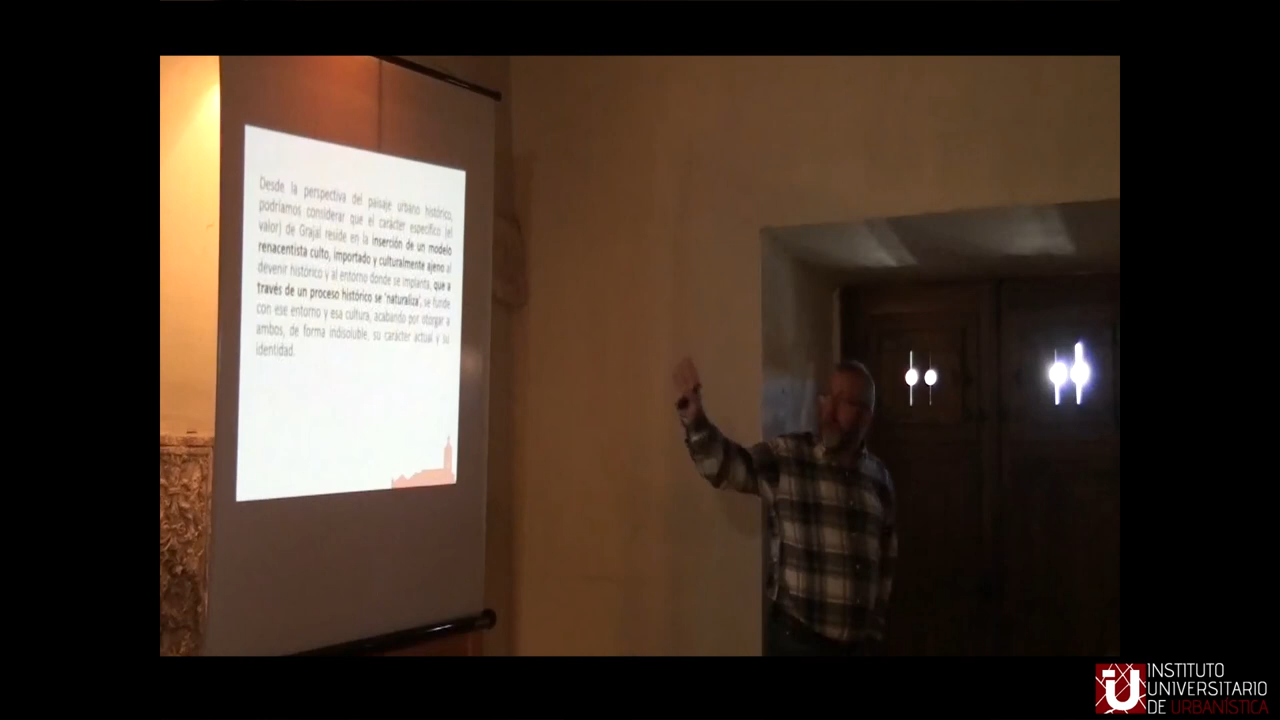 Desde la perspectiva del paisaje urbano histórico,
podríamos considerar que el carácter específico (el
valor) de Grajal reside en la inserción de un modelo
renacentista culto, importado y culturalmente ajeno al
devenir histórico y al entorno donde se implanta, que a
través de un proceso histórico se 'naturaliza', se funde
con ese entorno y esa cultura, acabando por otorgar a
ambos, de forma indisoluble, su carácter actual y su
identidad.
iU
INSTITUTO
UNIVERSITARIO
DE URBANÍSTICA